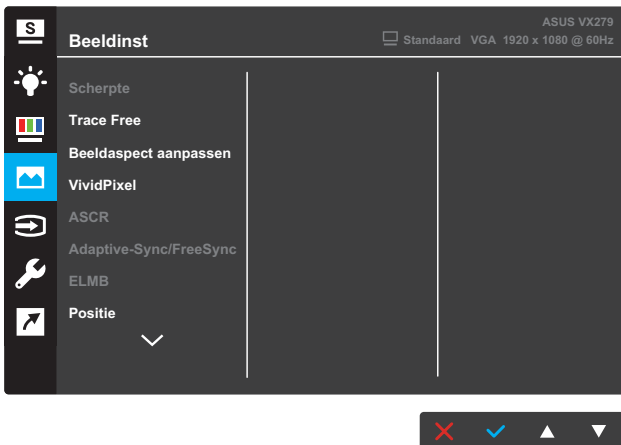 S
ASUS VX279
Beeldinst
Standaard VGA 1920 x 1080 @ 60Hz
Scherpte
Trace Free
Beeldaspect aanpassen
VividPixel
ASCR
Adaptive-Sync/FreeSync
ELMB
Positie